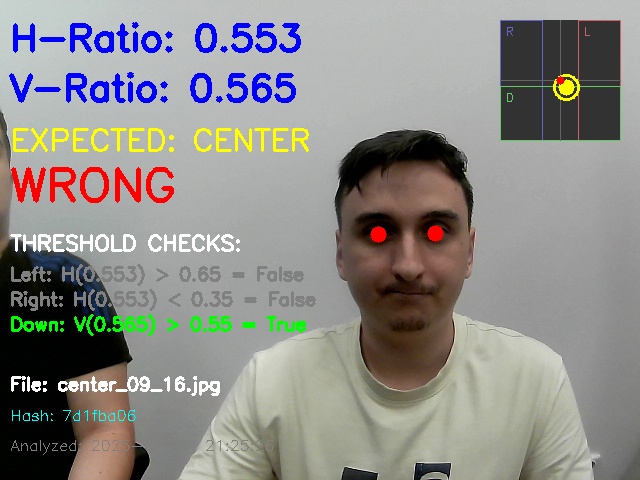 H-Ratio: 0.553
V-Ratio: 0.565
EXPECTED: CENTER
WRONG
THRESHOLD CHECKS:
Left: H(0.553) > 0.65 = False
Right: H(0.553) < 0.35 = False
Down: V(0.565) > 0.55 = True
File: center_09_16.jpg
Hash: 7d1fba06
Analyzed:
R
L
D